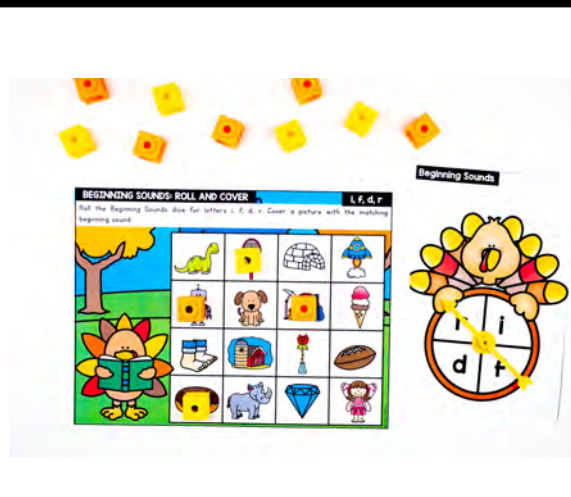 BEGINNING SOUNDS: ROLL AND COVER
i, f, d, r
Roll the Beginning Sounds dice for letters i, f, d, r. Cover a picture with the matching
beginning sound.
Beginning Sounds
i
d